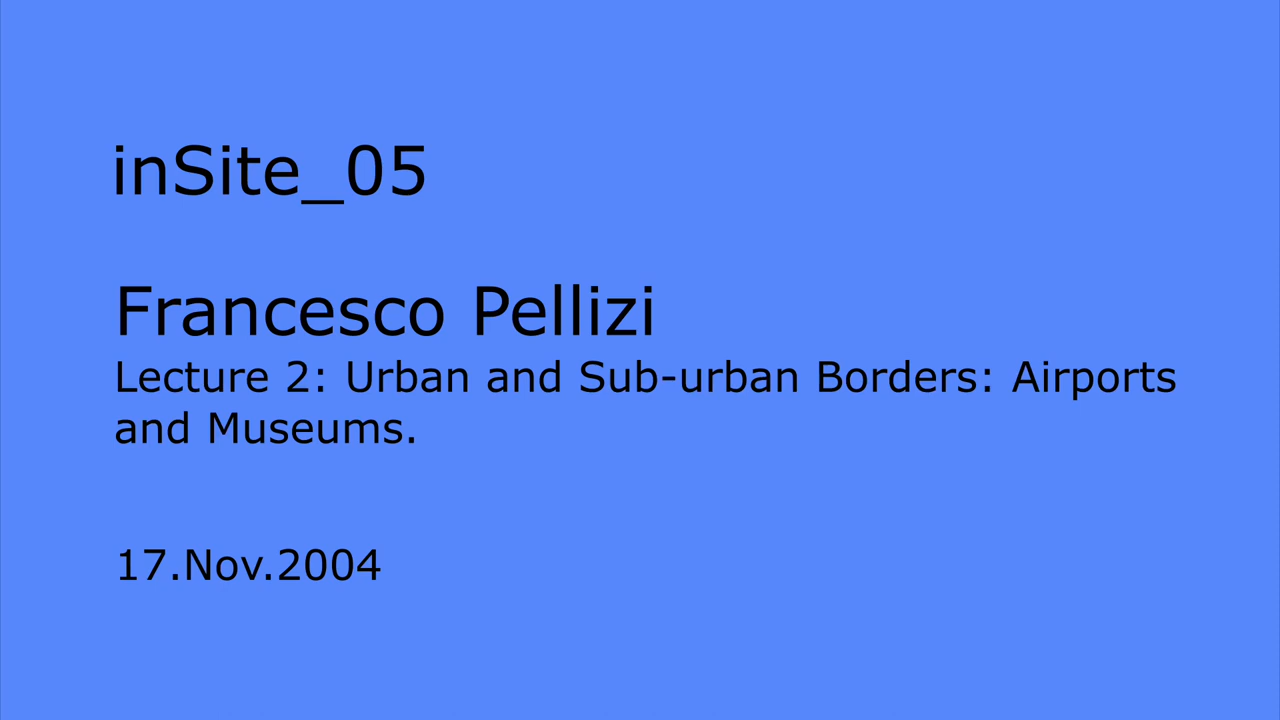 inSite_05
Francesco Pellizi
Lecture 2: Urban and Sub-urban Borders: Airports
and Museums.
17.Nov.2004